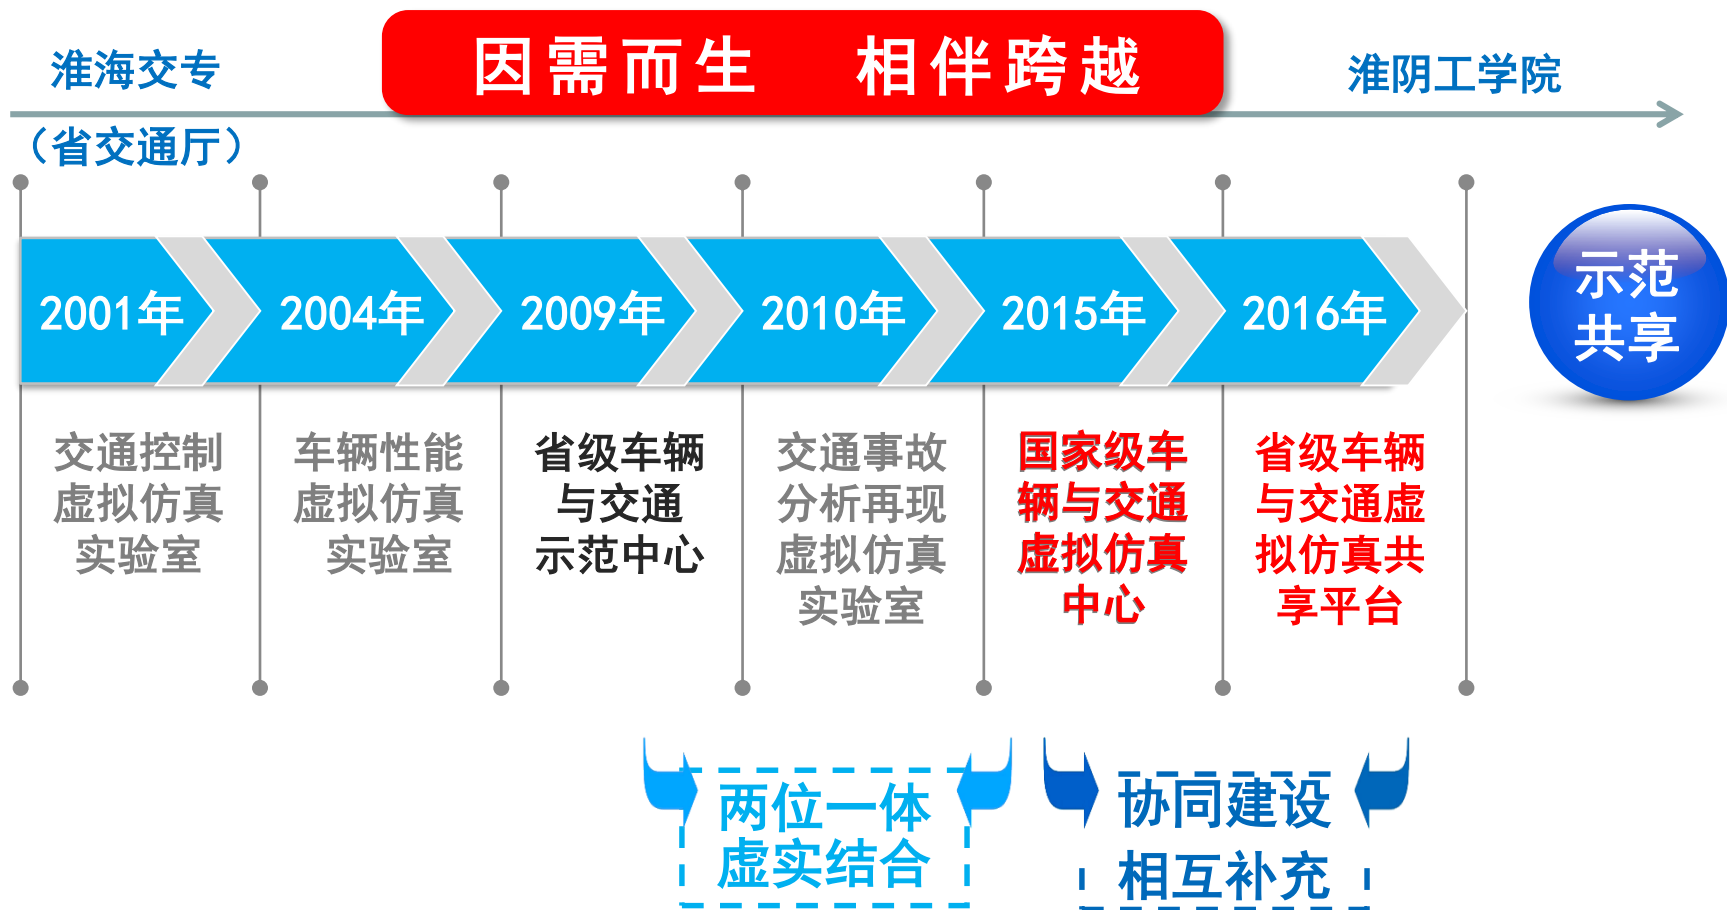 因需而生 相伴跨越
淮海交专
淮阴工学院
（省交通厅）
2001年
2004年
2009年
2010年
2015年
2016年
示范
共享
交通控制
虚拟仿真
实验室
车辆性能
虚拟仿真
实验室
省级车辆
与交通
示范中心
交通事故
分析再现
虚拟仿真
实验室
国家级车
辆与交通
虚拟仿真
中心
省级车辆
与交通虚
拟仿真共
享平台
两位一体
虚实结合
协同建设
相互补充